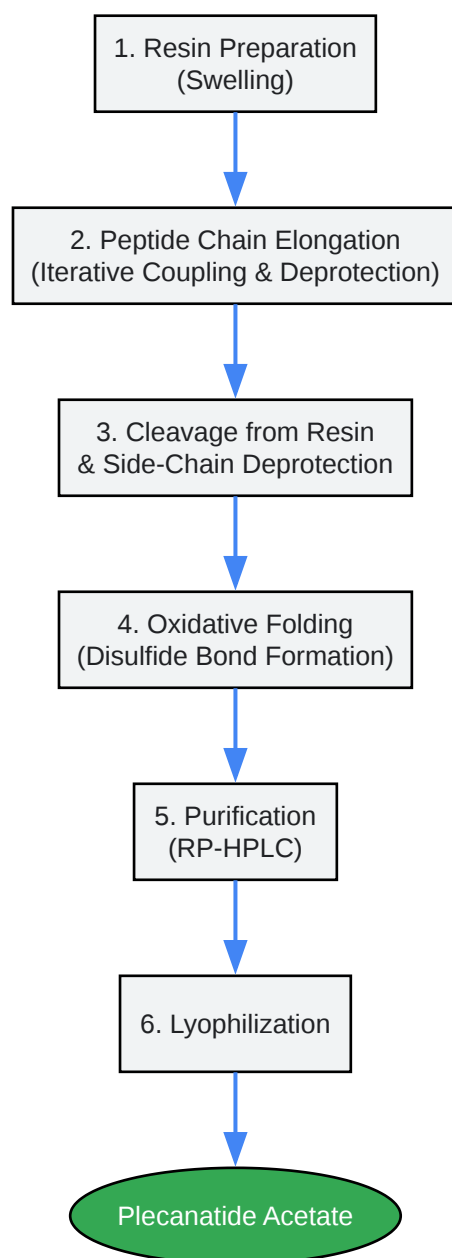 1. Resin Preparation
(Swelling)
2. Peptide Chain Elongation
(Iterative Coupling & Deprotection)
3. Cleavage from Resin
& Side-Chain Deprotection
4. Oxidative Folding
(Disulfide Bond Formation)
5. Purification
(RP-HPLC)
6. Lyophilization
Plecanatide Acetate